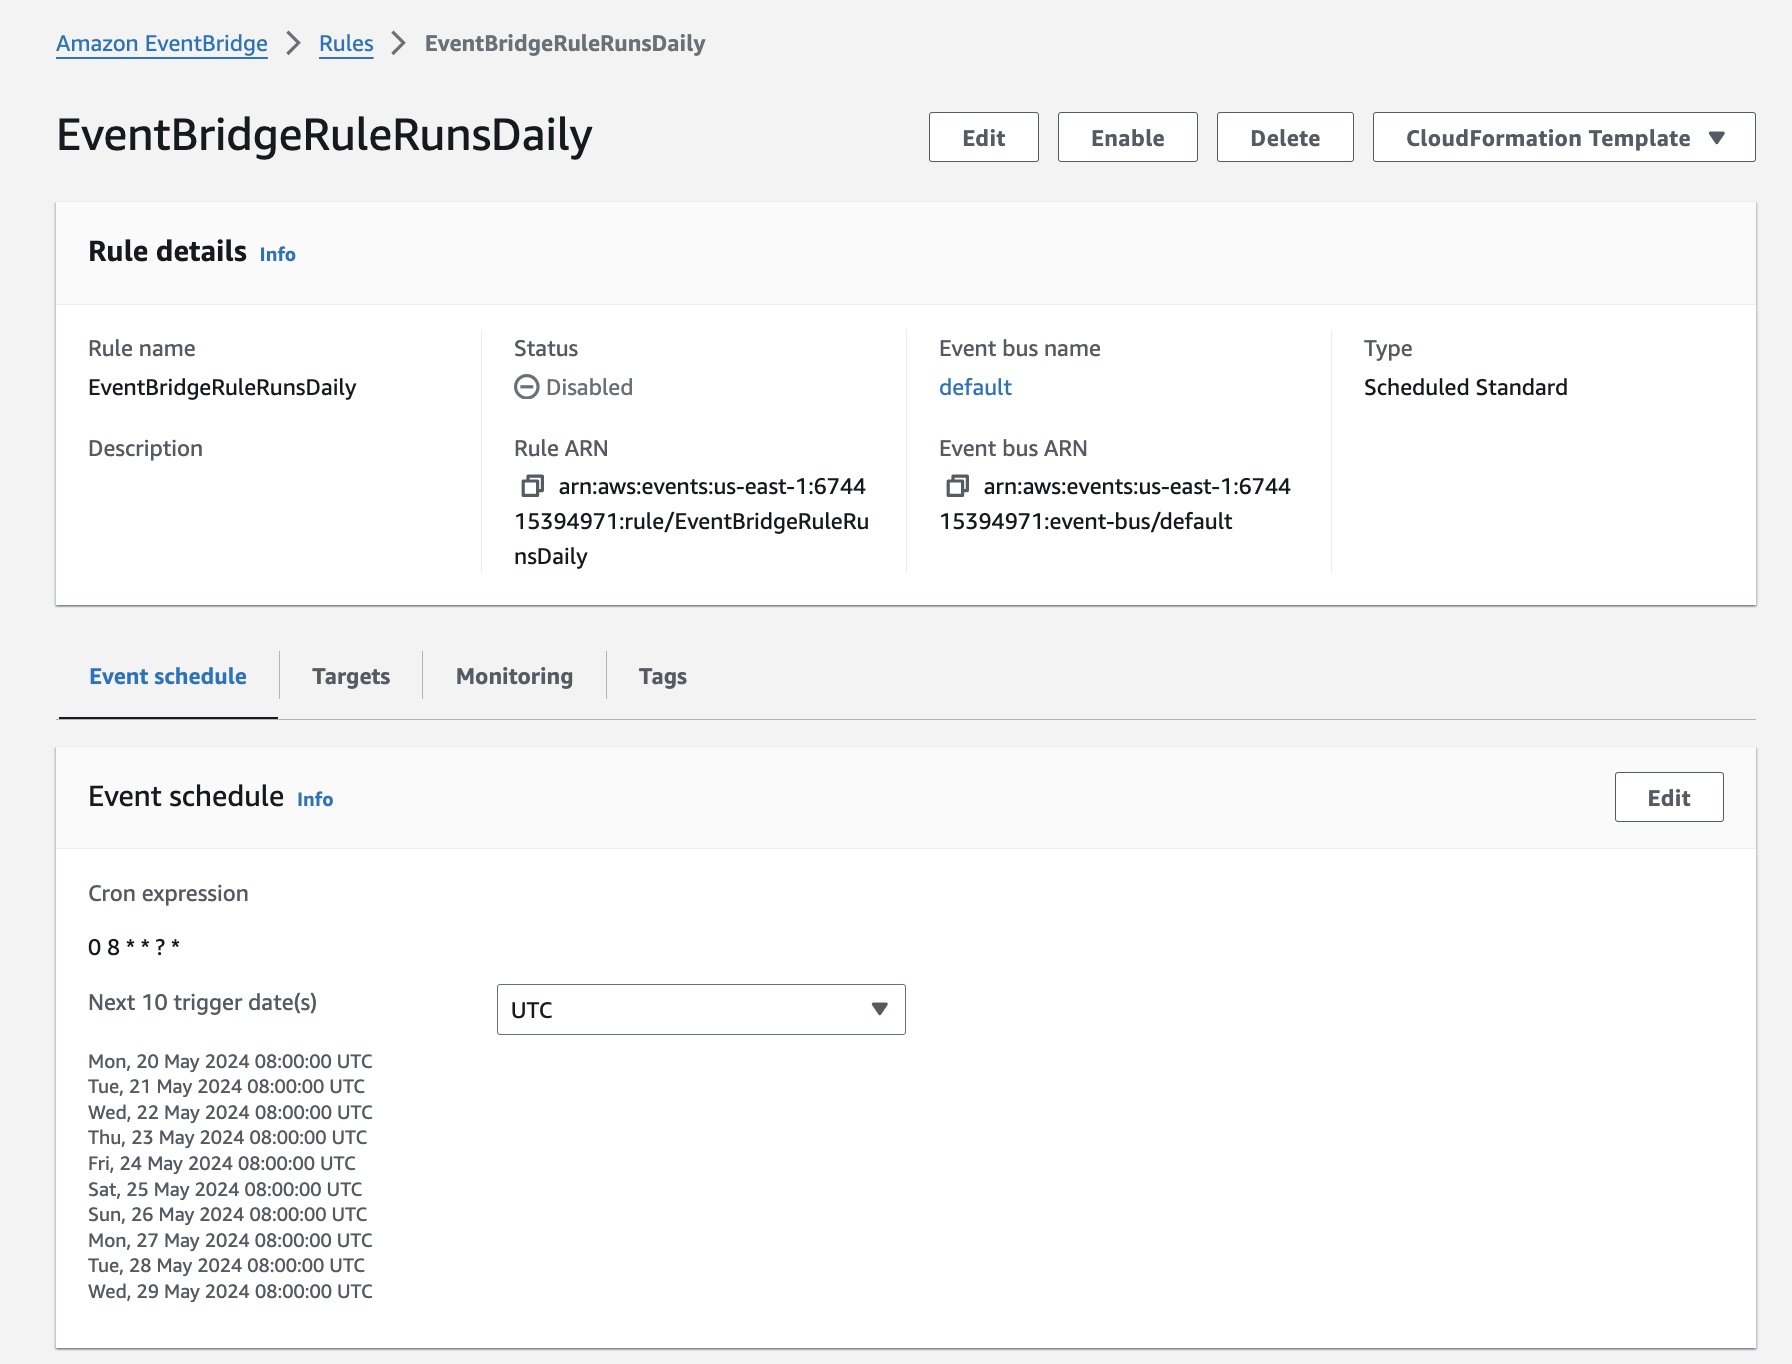 Amazon EventBridge > Rules > EventBridgeRuleRunsDaily
EventBridgeRuleRunsDaily
Edit
Enable
Delete
CloudFormation Template
Rule details Info
Rule name
EventBridgeRuleRunsDaily
Description
Status
Disabled
Rule ARN
arn:aws:events:us-east-1:6744
15394971:rule/EventBridgeRuleRu
nsDaily
Event bus name
default
Event bus ARN
arn:aws:events:us-east-1:6744
15394971:event-bus/default
Type
Scheduled Standard
Event schedule
Targets
Monitoring
Tags
Event schedule Info
Edit
Cron expression
0 8 * * ? *
Next 10 trigger date(s)
UTC
Mon, 20 May 2024 08:00:00 UTC
Tue, 21 May 2024 08:00:00 UTC
Wed, 22 May 2024 08:00:00 UTC
Thu, 23 May 2024 08:00:00 UTC
Fri, 24 May 2024 08:00:00 UTC
Sat, 25 May 2024 08:00:00 UTC
Sun, 26 May 2024 08:00:00 UTC
Mon, 27 May 2024 08:00:00 UTC
Tue, 28 May 2024 08:00:00 UTC
Wed, 29 May 2024 08:00:00 UTC